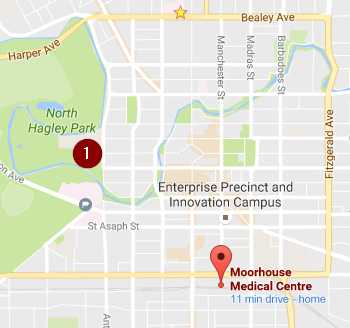 Bealey Ave
Harper Ave
Manchester St
Madras St
Barbadoes St
North
Hagley Park
Fitzgerald Ave
1
on Ave
Enterprise Precinct and
Innovation Campus
St Asaph St
Moorhouse
Medical Centre
11 min drive - home